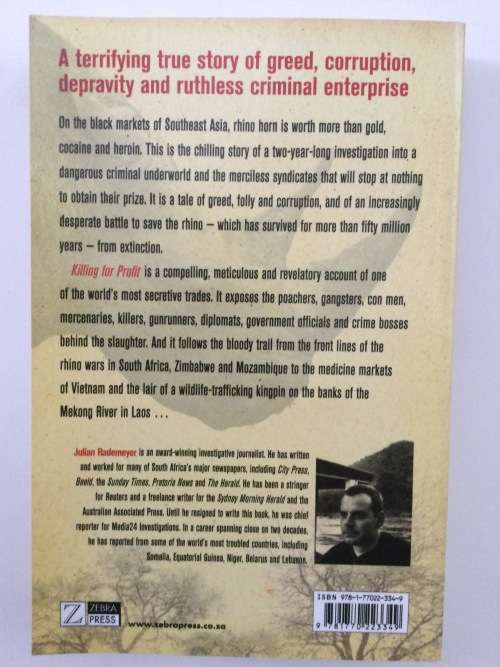 A terrifying true story of greed, corruption,
depravity and ruthless criminal enterprise
On the black markets of Southeast Asia, rhino horn is worth more than gold,
cocaine and heroin. This is the chilling story of a two-year-long investigation into a
dangerous criminal underworld and the merciless syndicates that will stop at nothing
to obtain their prize. It is a tale of greed, folly and corruption, and of an increasingly
desperate battle to save the rhino – which has survived for more than fifty million
years – from extinction.
Killing for Profit is a compelling, meticulous and revelatory account of one
of the world's most secretive trades. It exposes the poachers, gangsters, con men,
mercenaries, killers, gunrunners, diplomats, government officials and crime bosses
behind the slaughter. And it follows the bloody trail from the front lines of the
rhino wars in South Africa, Zimbabwe and Mozambique to the medicine markets
of Vietnam and the lair of a wildlife-trafficking kingpin on the banks of the
Mekong River in Laos ...
Julian Rademeyer is an award-winning investigative journalist. He has written
and worked for many of South Africa's major newspapers, including City Press,
Beeld, the Sunday Times, Pretoria News and The Herald. He has been a stringer
for Reuters and a freelance writer for the Sydney Morning Herald and the
Australian Associated Press. Until he resigned to write this book, he was chief
reporter for Media24 Investigations. In a career spanning close on two decades,
he has reported from some of the world's most troubled countries, including
Somalia, Equatorial Guinea, Niger, Belarus and Lebanon.
Z ZEBRA
PRESS
www.zebrapress.co.za
ISBN 978-1-77022-334-9
9 781770 223349